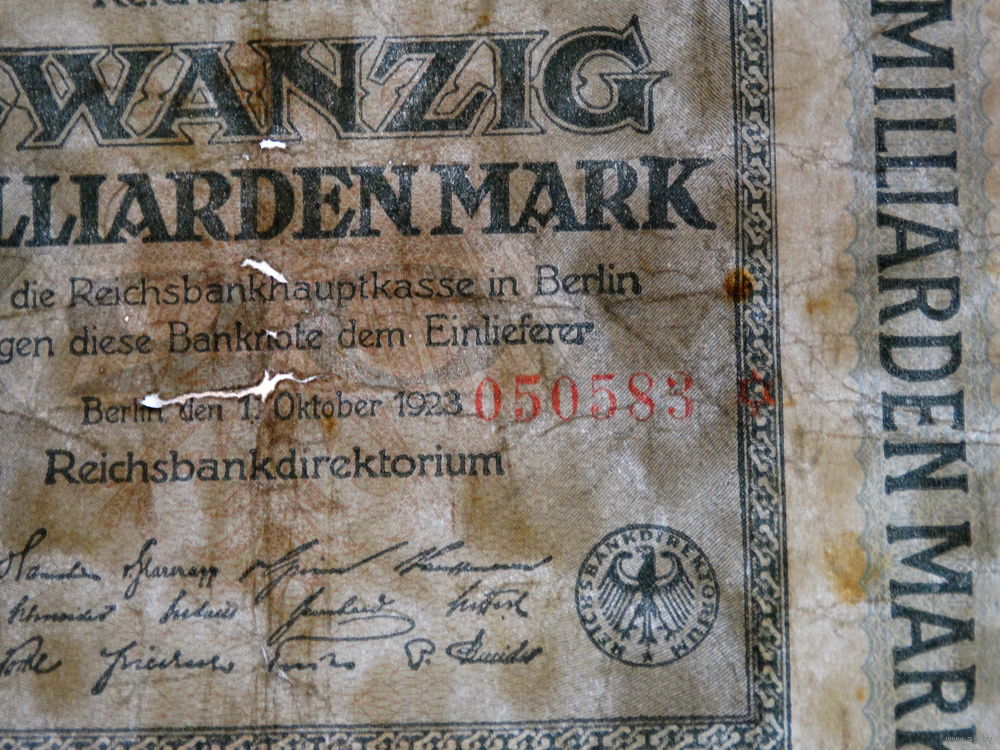 WANZIG
LLIARDEN MARK
die Reichsbankhauptkasse in Berlin
gen diese Banknote dem Einlieferer
Berlin den 1. Oktober 1923 050583
Reichsbankdirektorium
REICHSBANKDIREKTORIUM
MILLIARDEN MARK